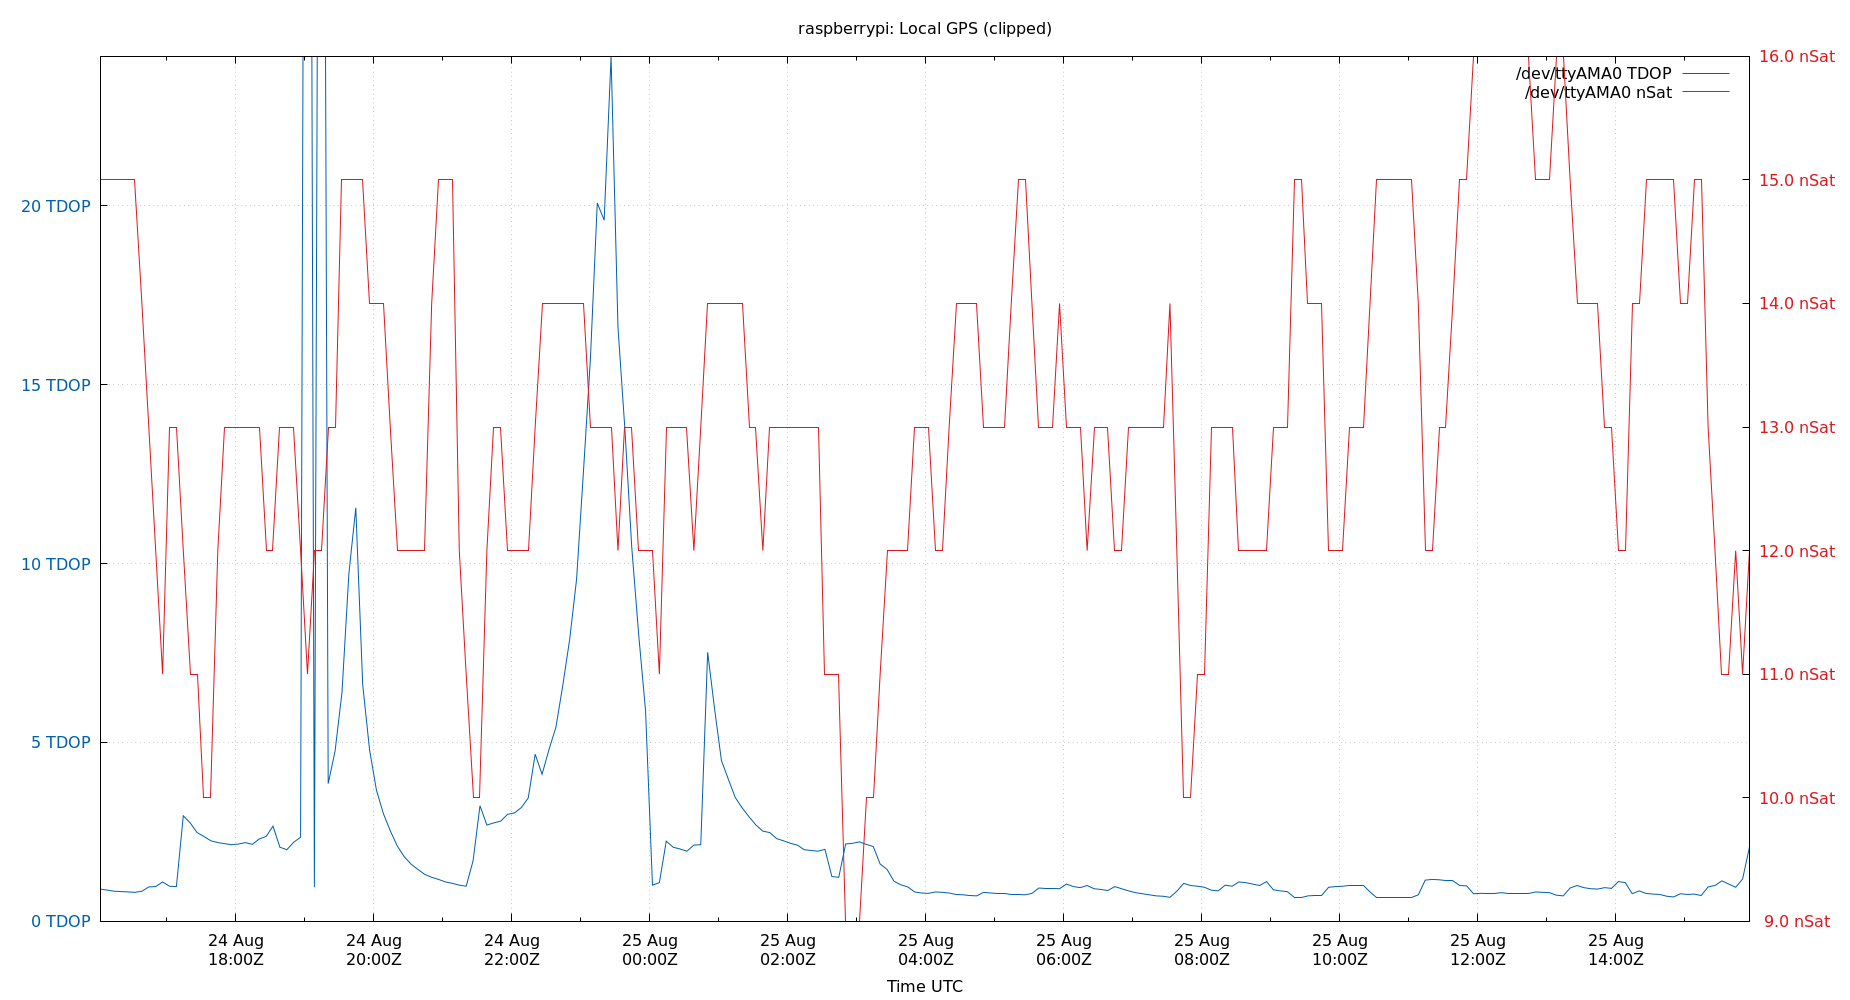 raspberrypi: Local GPS (clipped)
/dev/ttyAMA0 TDOP
/dev/ttyAMA0 nSat
20 TDOP
15 TDOP
10 TDOP
5 TDOP
0 TDOP
16.0 nSat
15.0 nSat
14.0 nSat
13.0 nSat
12.0 nSat
11.0 nSat
10.0 nSat
9.0 nSat
24 Aug 24 Aug 24 Aug 25 Aug 25 Aug 25 Aug 25 Aug 25 Aug 25 Aug 25 Aug 25 Aug
18:00Z 20:00Z 22:00Z 00:00Z 02:00Z 04:00Z 06:00Z 08:00Z 10:00Z 12:00Z 14:00Z
Time UTC